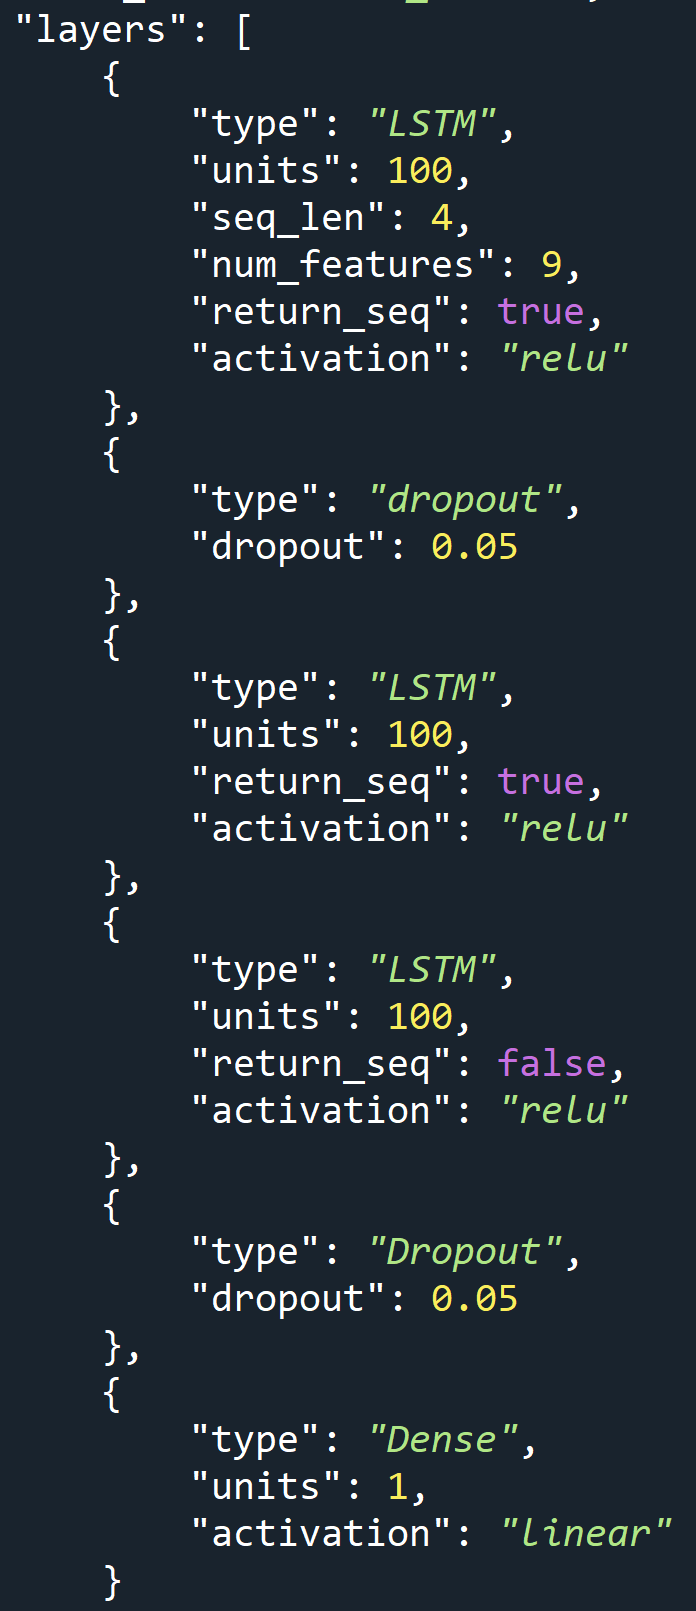 "layers": [
{
"type": "LSTM",
"units": 100,
"seq_len": 4,
"num_features": 9,
"return_seq": true,
"activation": "relu"
},
{
"type": "dropout",
"dropout": 0.05
},
{
"type": "LSTM",
"units": 100,
"return_seq": true,
"activation": "relu"
},
{
"type": "LSTM",
"units": 100,
"return_seq": false,
"activation": "relu"
},
{
"type": "Dropout",
"dropout": 0.05
},
{
"type": "Dense",
"units": 1,
"activation": "linear"
}